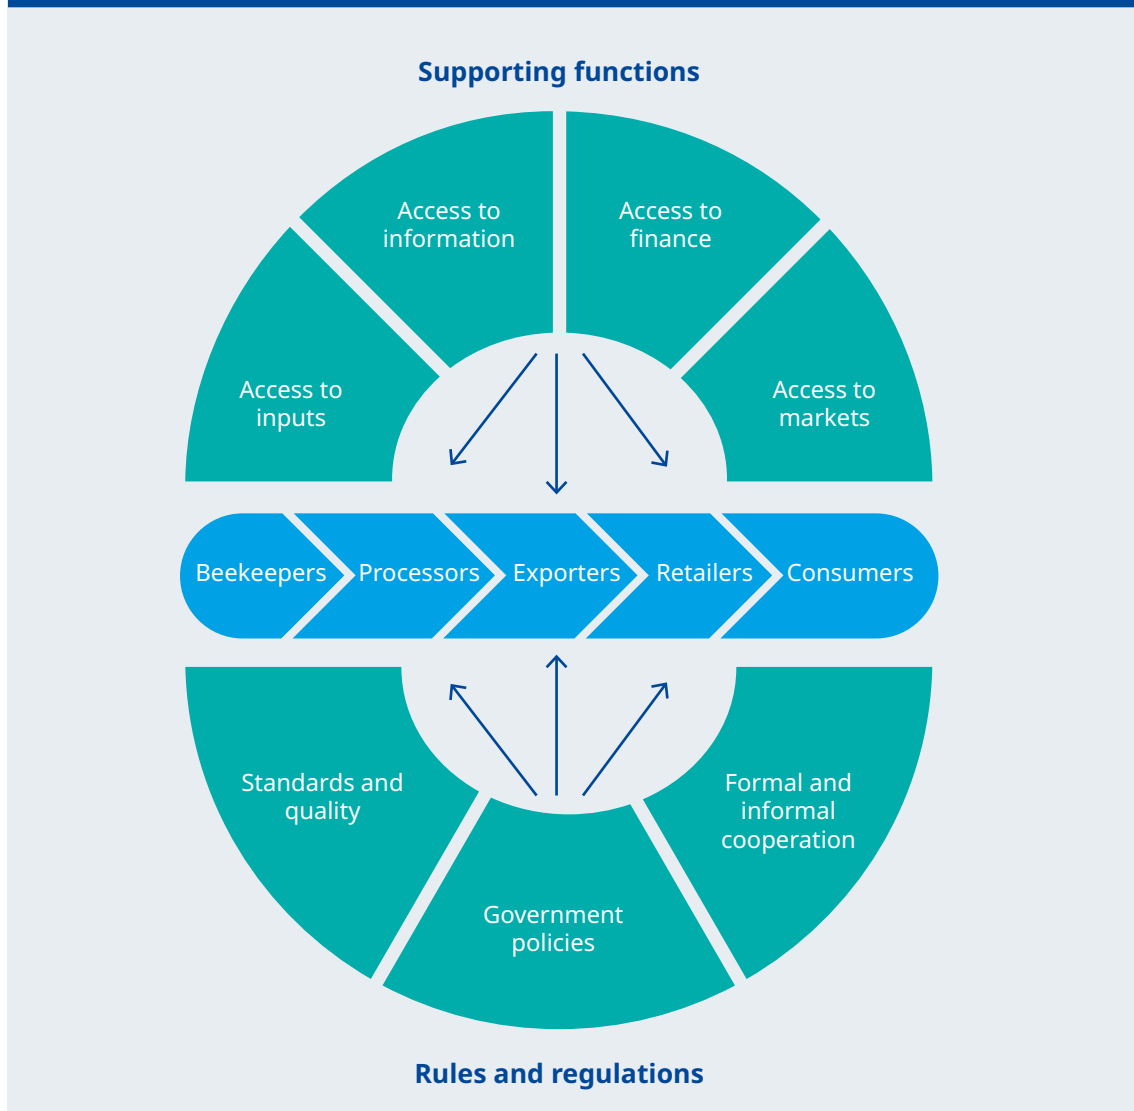 Supporting functions
Access to
information
Access to
finance
Access to
inputs
Access to
markets
Beekeepers
Processors
Exporters
Retailers
Consumers
Standards and
quality
Formal and
informal
cooperation
Government
policies
Rules and regulations